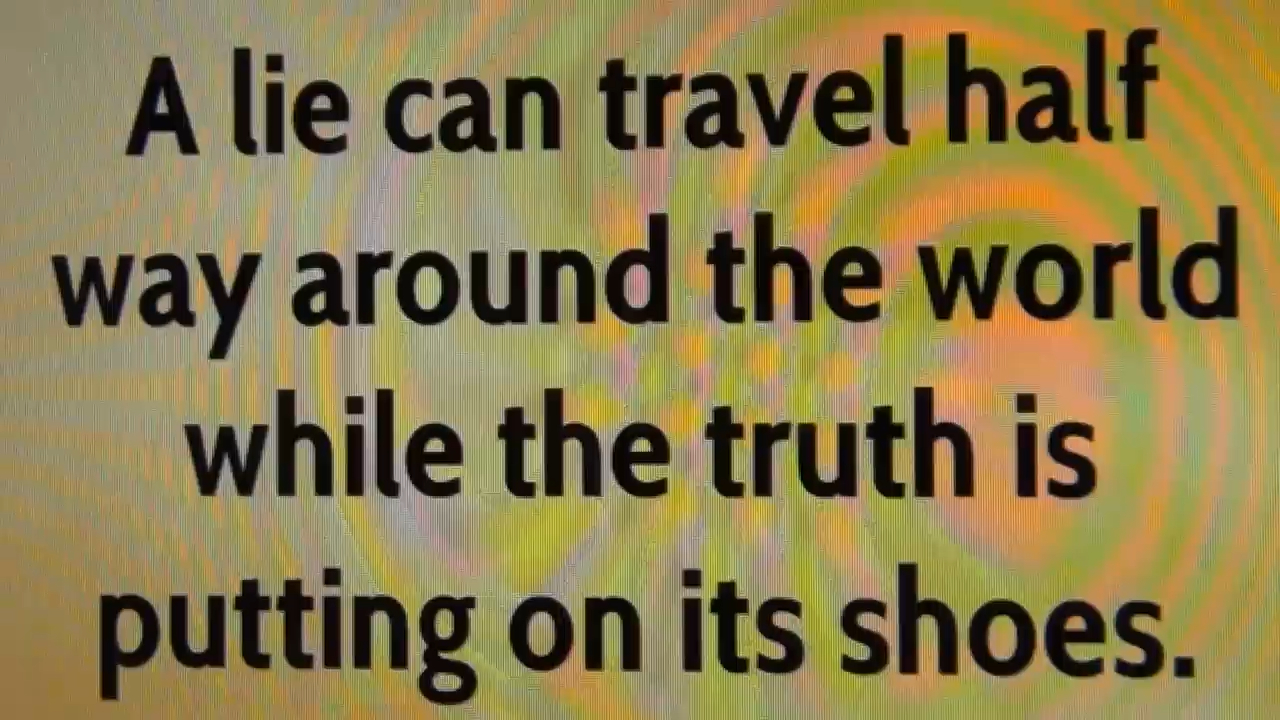 A lie can travel half
way around the world
while the truth is
putting on its shoes.